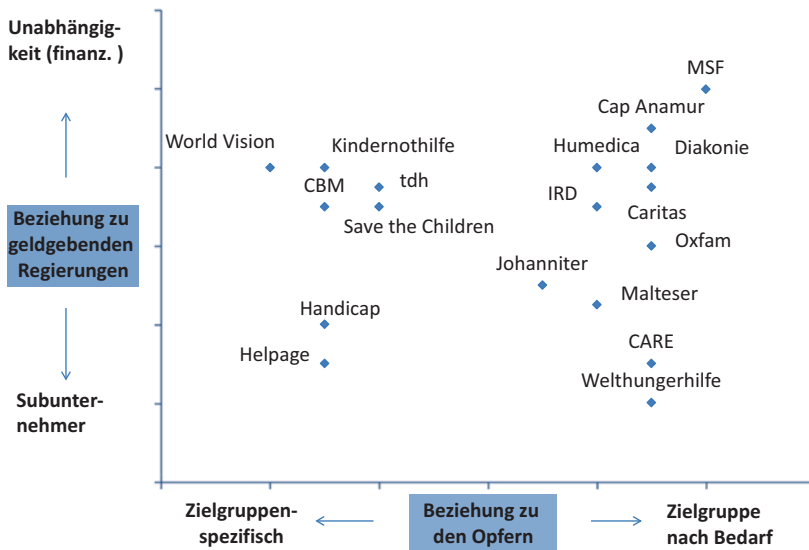 Unabhängig-
keit (finanz. )
MSF
Cap Anamur
World Vision
Kindernothilfe
Humedica
Diakonie
CBM
tdh
IRD
Beziehung zu
geldgebenden
Regierungen
Save the Children
Caritas
Oxfam
Johanniter
Malteser
Handicap
Helpage
CARE
Welthungerhilfe
Subunter-
nehmer
Zielgruppen-
spezifisch
Beziehung zu
den Opfern
Zielgruppe
nach Bedarf